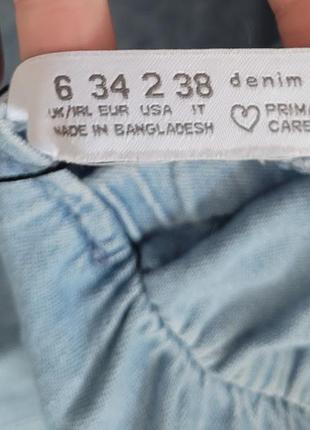 6 34 2 38 denim
UK/IRL EUR USA IT ♡ PRIMA
MADE IN BANGLADESH CARE